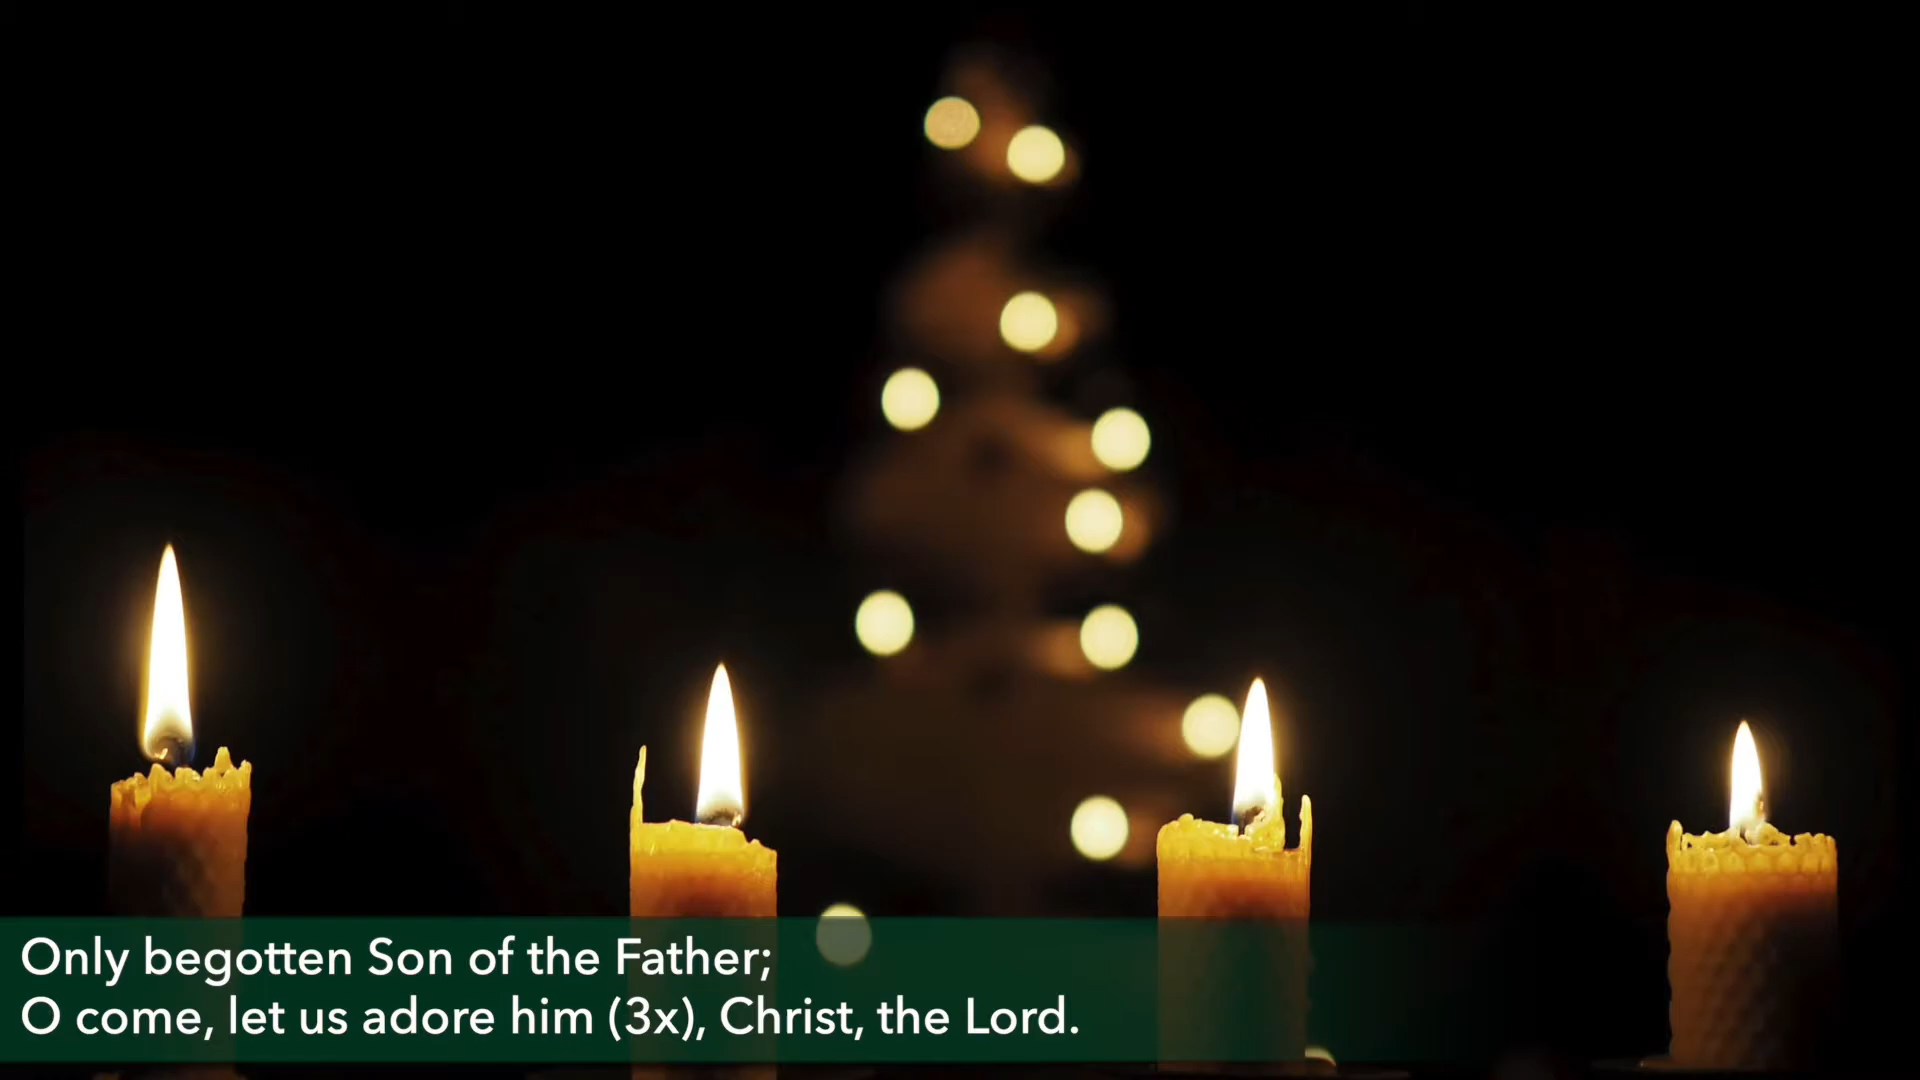 Only begotten Son of the Father;
O come, let us adore him (3x), Christ, the Lord.